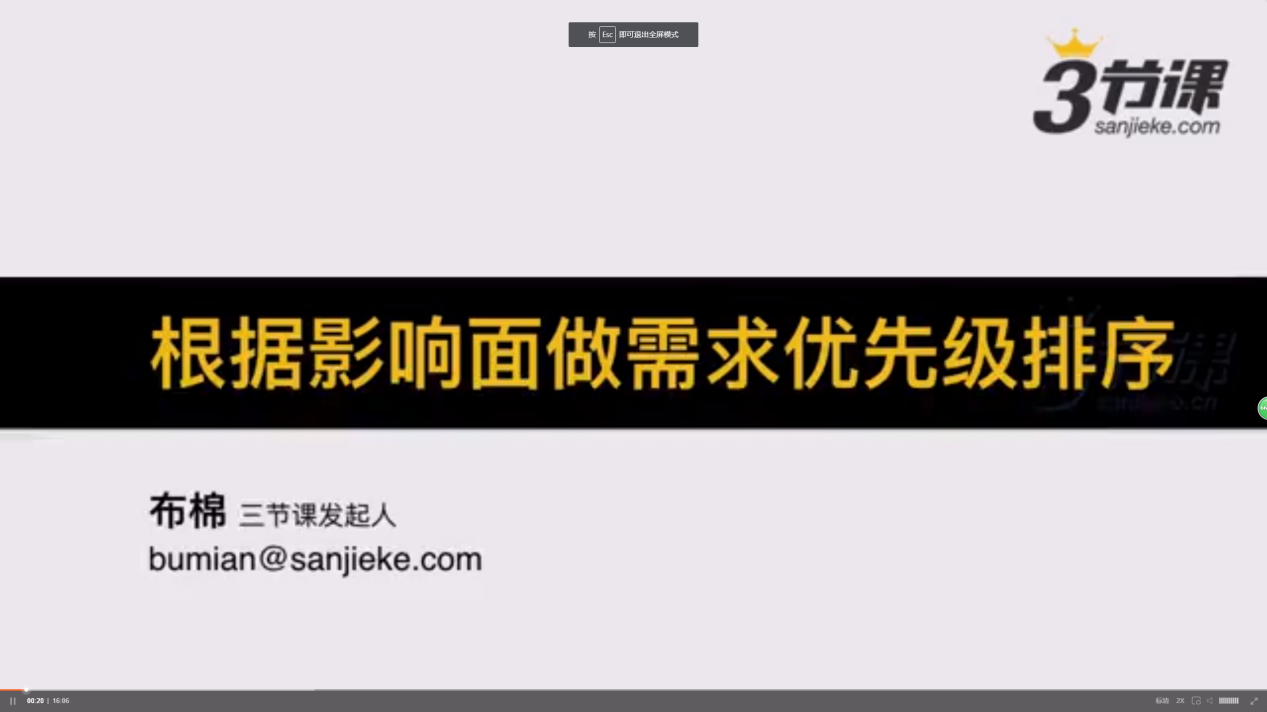 按 Esc 即可退出全屏模式
3节课
sanjieke.com
根据影响面做需求优先级排序
布棉 三节课发起人
bumian@sanjieke.com
00:20 | 16:06
标清 2X